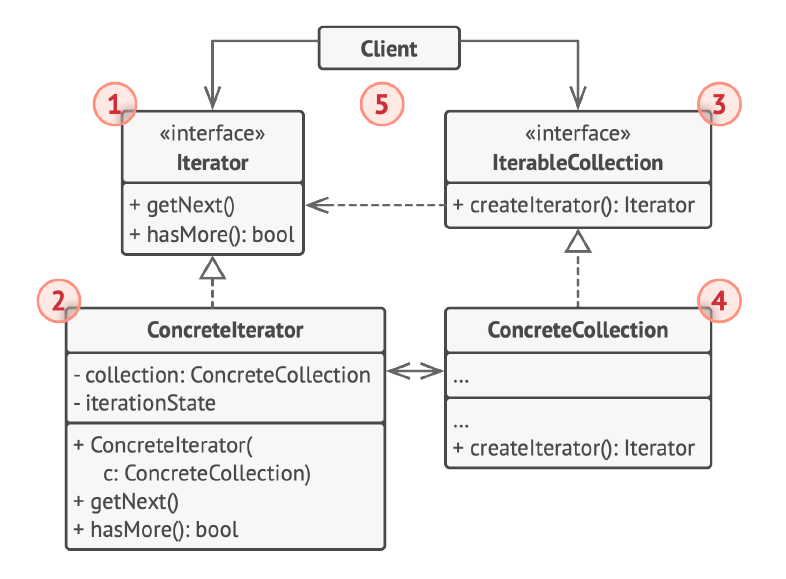 Client
1
5
3
«interface»
Iterator
+ getNext()
+ hasMore(): bool
«interface»
IterableCollection
+ createIterator(): Iterator
2
ConcreteIterator
- collection: ConcreteCollection
- iterationState
+ ConcreteIterator(
c: ConcreteCollection)
+ getNext()
+ hasMore(): bool
4
ConcreteCollection
...
...
+ createIterator(): Iterator